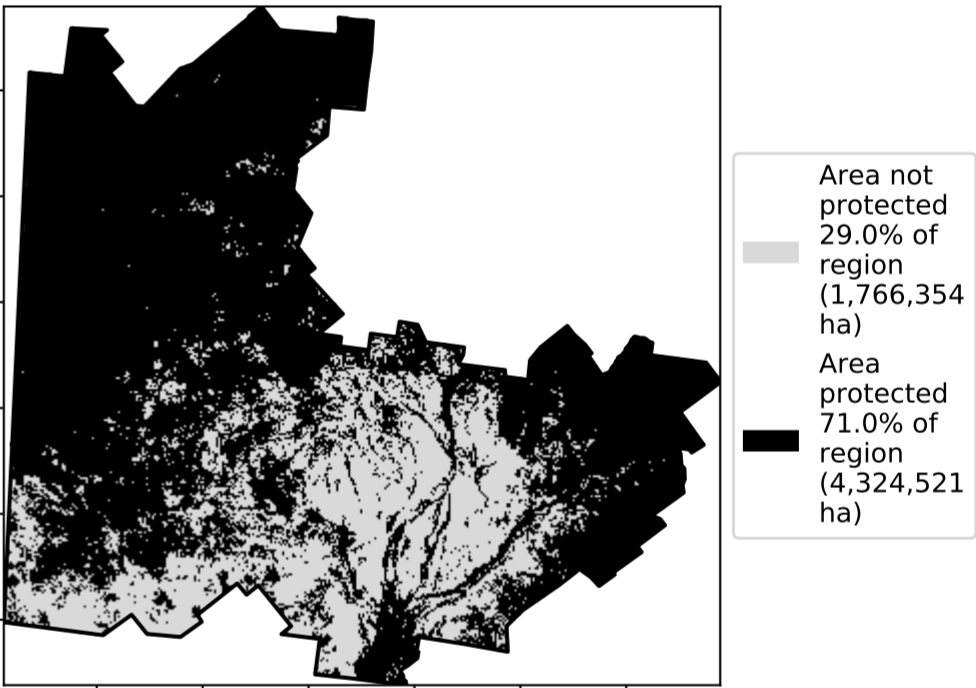 Area not
protected
29.0% of
region
(1,766,354
ha)
Area
protected
71.0% of
region
(4,324,521
ha)